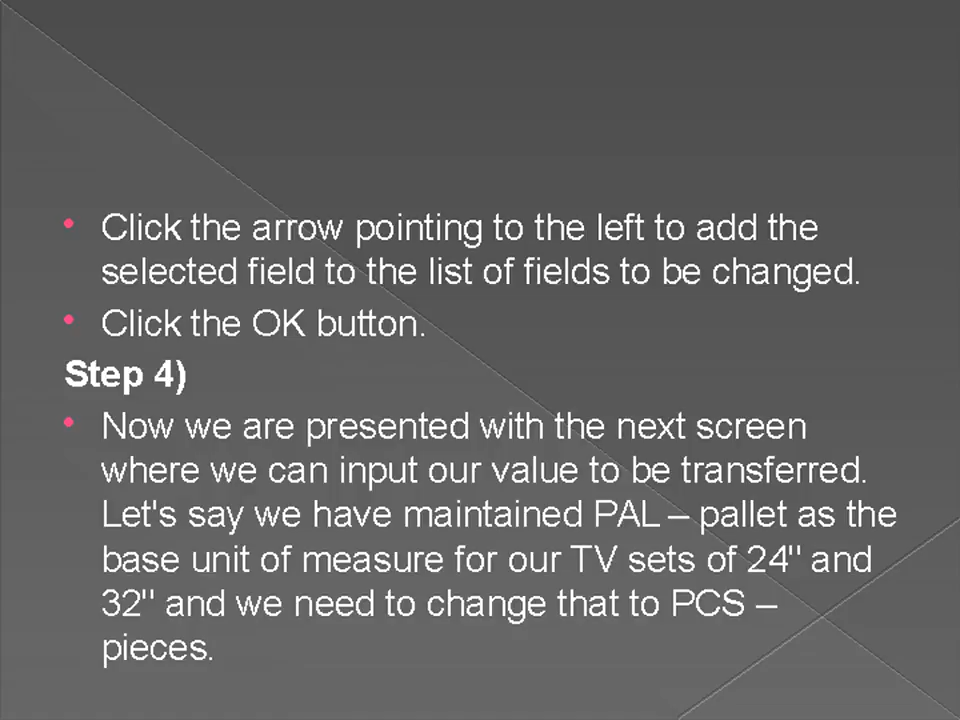 • Click the arrow pointing to the left to add the
selected field to the list of fields to be changed.
• Click the OK button.
Step 4)
• Now we are presented with the next screen
where we can input our value to be transferred.
Let's say we have maintained PAL – pallet as the
base unit of measure for our TV sets of 24" and
32" and we need to change that to PCS –
pieces.